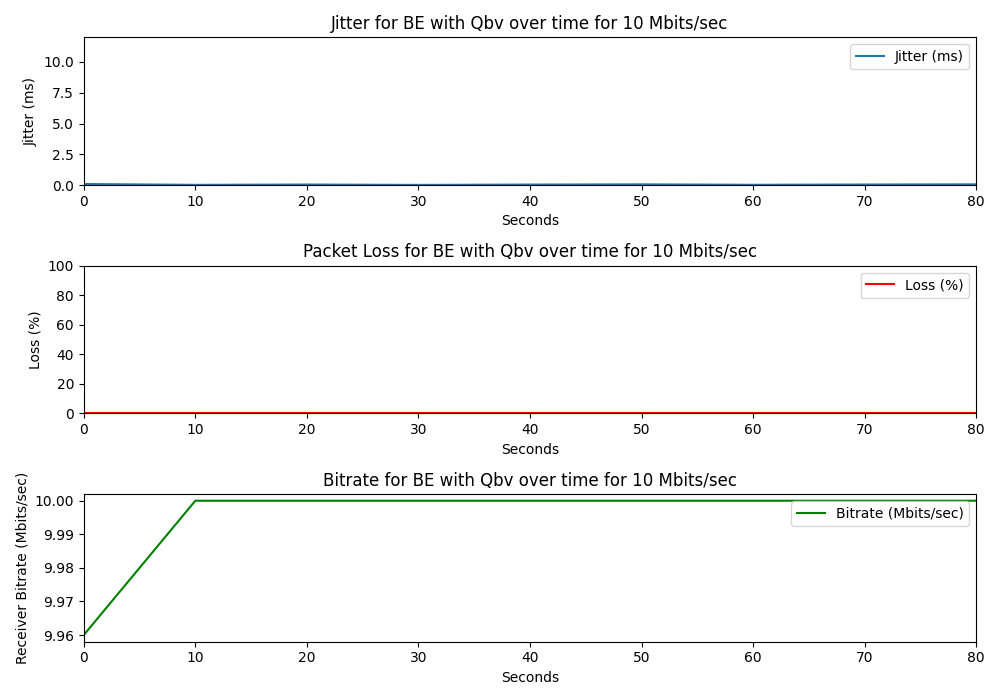 Jitter for BE with Qbv over time for 10 Mbits/sec
Jitter (ms)
10.0
7.5
5.0
2.5
0.0
Jitter (ms)
0 10 20 30 40 50 60 70 80
Seconds
Packet Loss for BE with Qbv over time for 10 Mbits/sec
Loss (%)
100
80
60
40
20
0
Loss (%)
0 10 20 30 40 50 60 70 80
Seconds
Bitrate for BE with Qbv over time for 10 Mbits/sec
Receiver Bitrate (Mbits/sec)
10.00
9.99
9.98
9.97
9.96
Bitrate (Mbits/sec)
0 10 20 30 40 50 60 70 80
Seconds